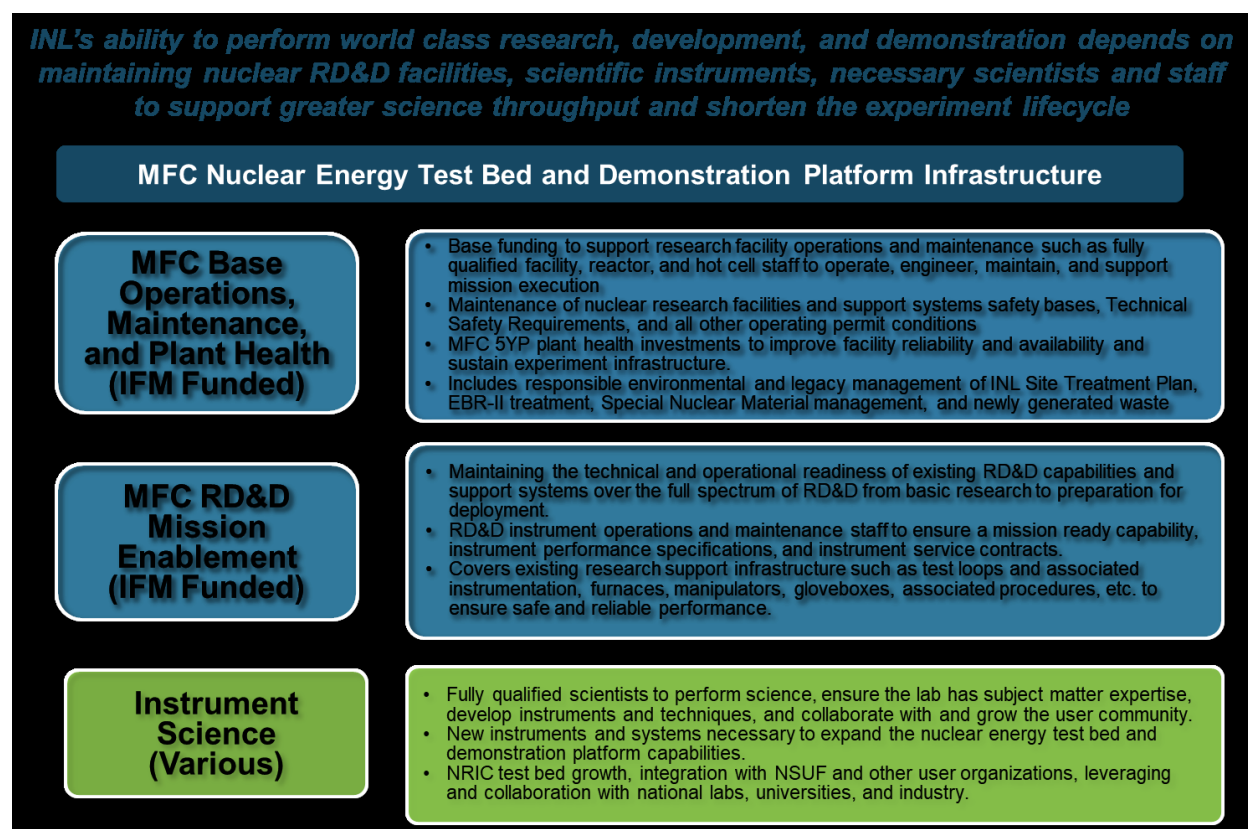 INL's ability to perform world class research, development, and demonstration depends on
maintaining nuclear RD&D facilities, scientific instruments, necessary scientists and staff
to support greater science throughput and shorten the experiment lifecycle
MFC Nuclear Energy Test Bed and Demonstration Platform Infrastructure
MFC Base
Operations,
Maintenance,
and Plant Health
(IFM Funded)
• Base funding to support research facility operations and maintenance such as fully
qualified facility, reactor, and hot cell staff to operate, engineer, maintain, and support
mission execution
• Maintenance of nuclear research facilities and support systems safety bases, Technical
Safety Requirements, and all other operating permit conditions
• MFC 5YP plant health investments to improve facility reliability and availability and
sustain experiment infrastructure.
• Includes responsible environmental and legacy management of INL Site Treatment Plan,
EBR-II treatment, Special Nuclear Material management, and newly generated waste
MFC RD&D
Mission
Enablement
(IFM Funded)
• Maintaining the technical and operational readiness of existing RD&D capabilities and
support systems over the full spectrum of RD&D from basic research to preparation for
deployment.
• RD&D instrument operations and maintenance staff to ensure a mission ready capability,
instrument performance specifications, and instrument service contracts.
• Covers existing research support infrastructure such as test loops and associated
instrumentation, furnaces, manipulators, gloveboxes, associated procedures, etc. to
ensure safe and reliable performance.
Instrument
Science
(Various)
• Fully qualified scientists to perform science, ensure the lab has subject matter expertise,
develop instruments and techniques, and collaborate with and grow the user community.
• New instruments and systems necessary to expand the nuclear energy test bed and
demonstration platform capabilities.
• NRIC test bed growth, integration with NSUF and other user organizations, leveraging
and collaboration with national labs, universities, and industry.